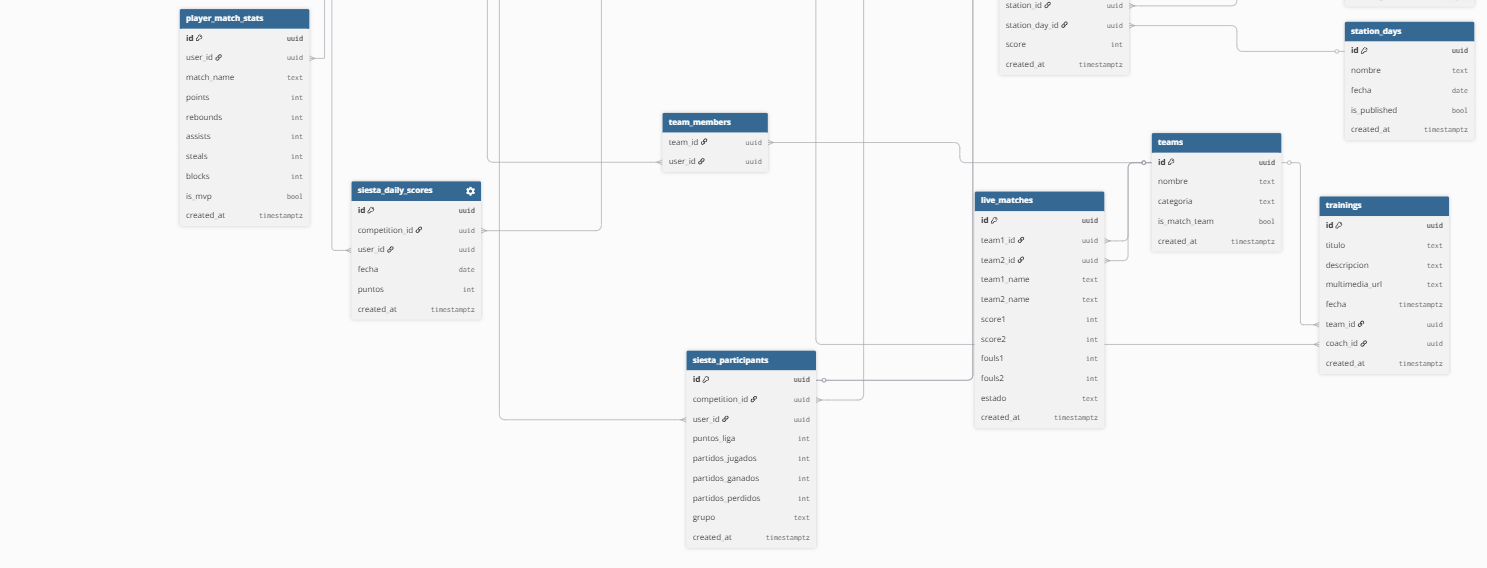 player_match_stats
id uuid
user_id uuid
match_name text
points int
rebounds int
assists int
steals int
blocks int
is_mvp bool
created_at timestamptz
siesta_daily_scores
id uuid
competition_id uuid
user_id uuid
fecha date
puntos int
created_at timestamptz
team_members
team_id uuid
user_id uuid
siesta_participants
id uuid
competition_id uuid
user_id uuid
puntos_liga int
partidos_jugados int
partidos_ganados int
partidos_perdidos int
grupo text
created_at timestamptz
station_id uuid
station_day_id uuid
score int
created_at timestamptz
live_matches
id uuid
team1_id uuid
team2_id uuid
team1_name text
team2_name text
score1 int
score2 int
fouls1 int
fouls2 int
estado text
created_at timestamptz
teams
id uuid
nombre text
categoria text
is_match_team bool
created_at timestamptz
station_days
id uuid
nombre text
fecha date
is_published bool
created_at timestamptz
trainings
id uuid
titulo text
descripcion text
multimedia_url text
fecha timestamptz
team_id uuid
coach_id uuid
created_at timestamptz